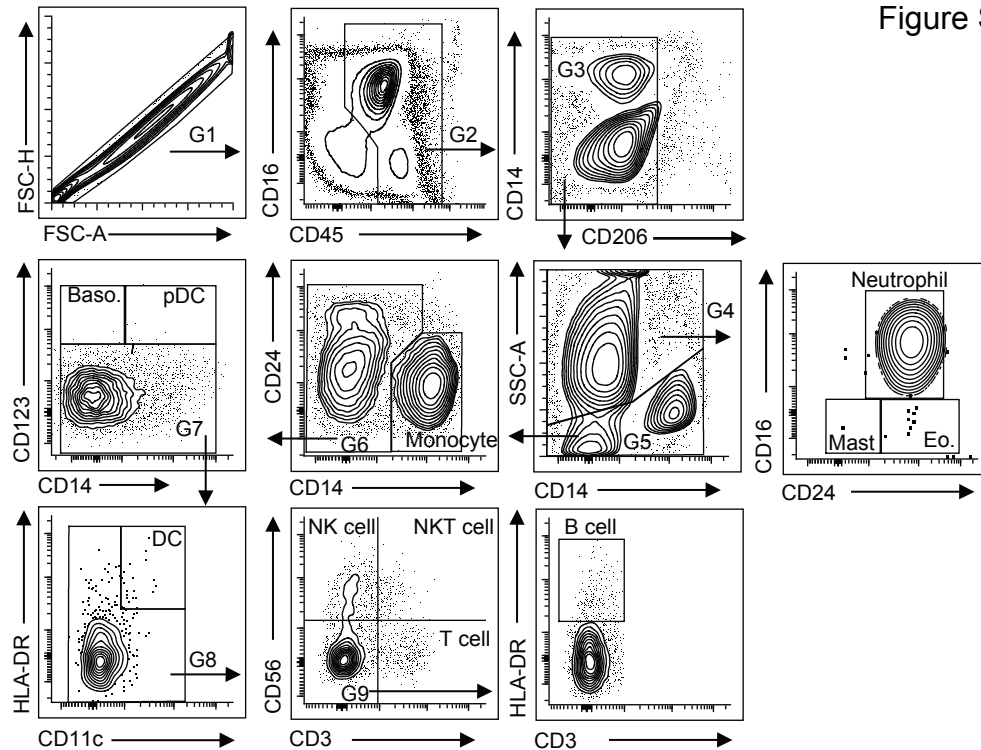 Figure S
FSC-H
G1
FSC-A
CD16
G2
CD45
CD14
G3
CD206
CD123
Baso. pDC
G7
CD14
CD24
G6 Monocyte
CD14
SSC-A
G4
G5
CD14
Neutrophil
CD16
Mast Eo.
CD24
HLA-DR
DC
G8
CD11c
CD56
NK cell NKT cell
T cell
G9
CD3
HLA-DR
B cell
CD3